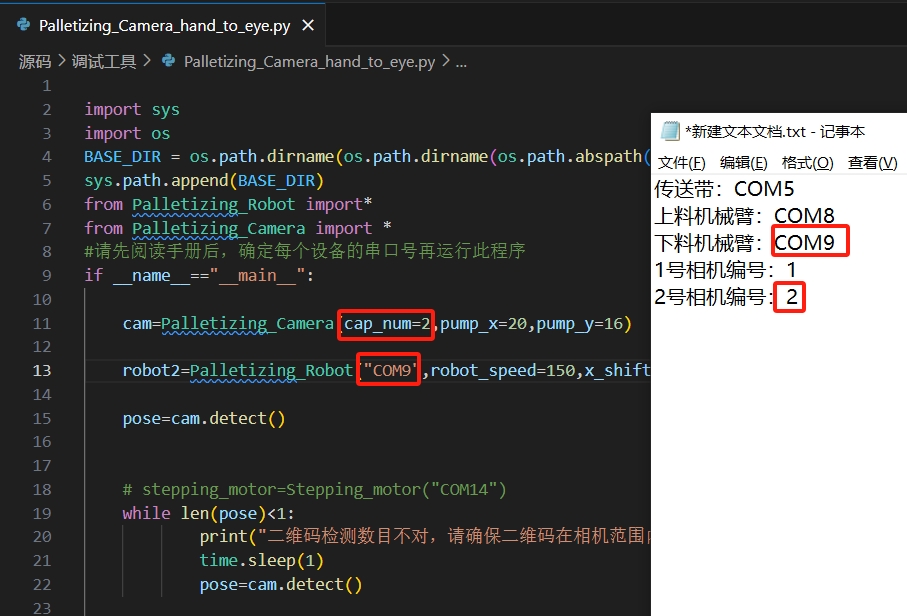 Palletizing_Camera_hand_to_eye.py ×
源码 > 调试工具 > Palletizing_Camera_hand_to_eye.py > ...
1
2 import sys
3 import os
4 BASE_DIR = os.path.dirname(os.path.dirname(os.path.abspath(
5 sys.path.append(BASE_DIR)
6 from Palletizing_Robot import*
7 from Palletizing_Camera import *
8 #请先阅读手册后，确定每个设备的串口号再运行此程序
9 if __name__=="__main__":
10
11 cam=Palletizing_Camera(cap_num=2,pump_x=20,pump_y=16)
12
13 robot2=Palletizing_Robot("COM9",robot_speed=150,x_shift
14
15 pose=cam.detect()
16
17
18 # stepping_motor=Stepping_motor("COM14")
19 while len(pose)<1:
20 print("二维码检测数目不对，请确保二维码在相机范围
21 time.sleep(1)
22 pose=cam.detect()
23
*新建文本文档.txt - 记事本
文件(F) 编辑(E) 格式(O) 查看(V)
传送带：COM5
上料机械臂：COM8
下料机械臂：COM9
1号相机编号：1
2号相机编号：2